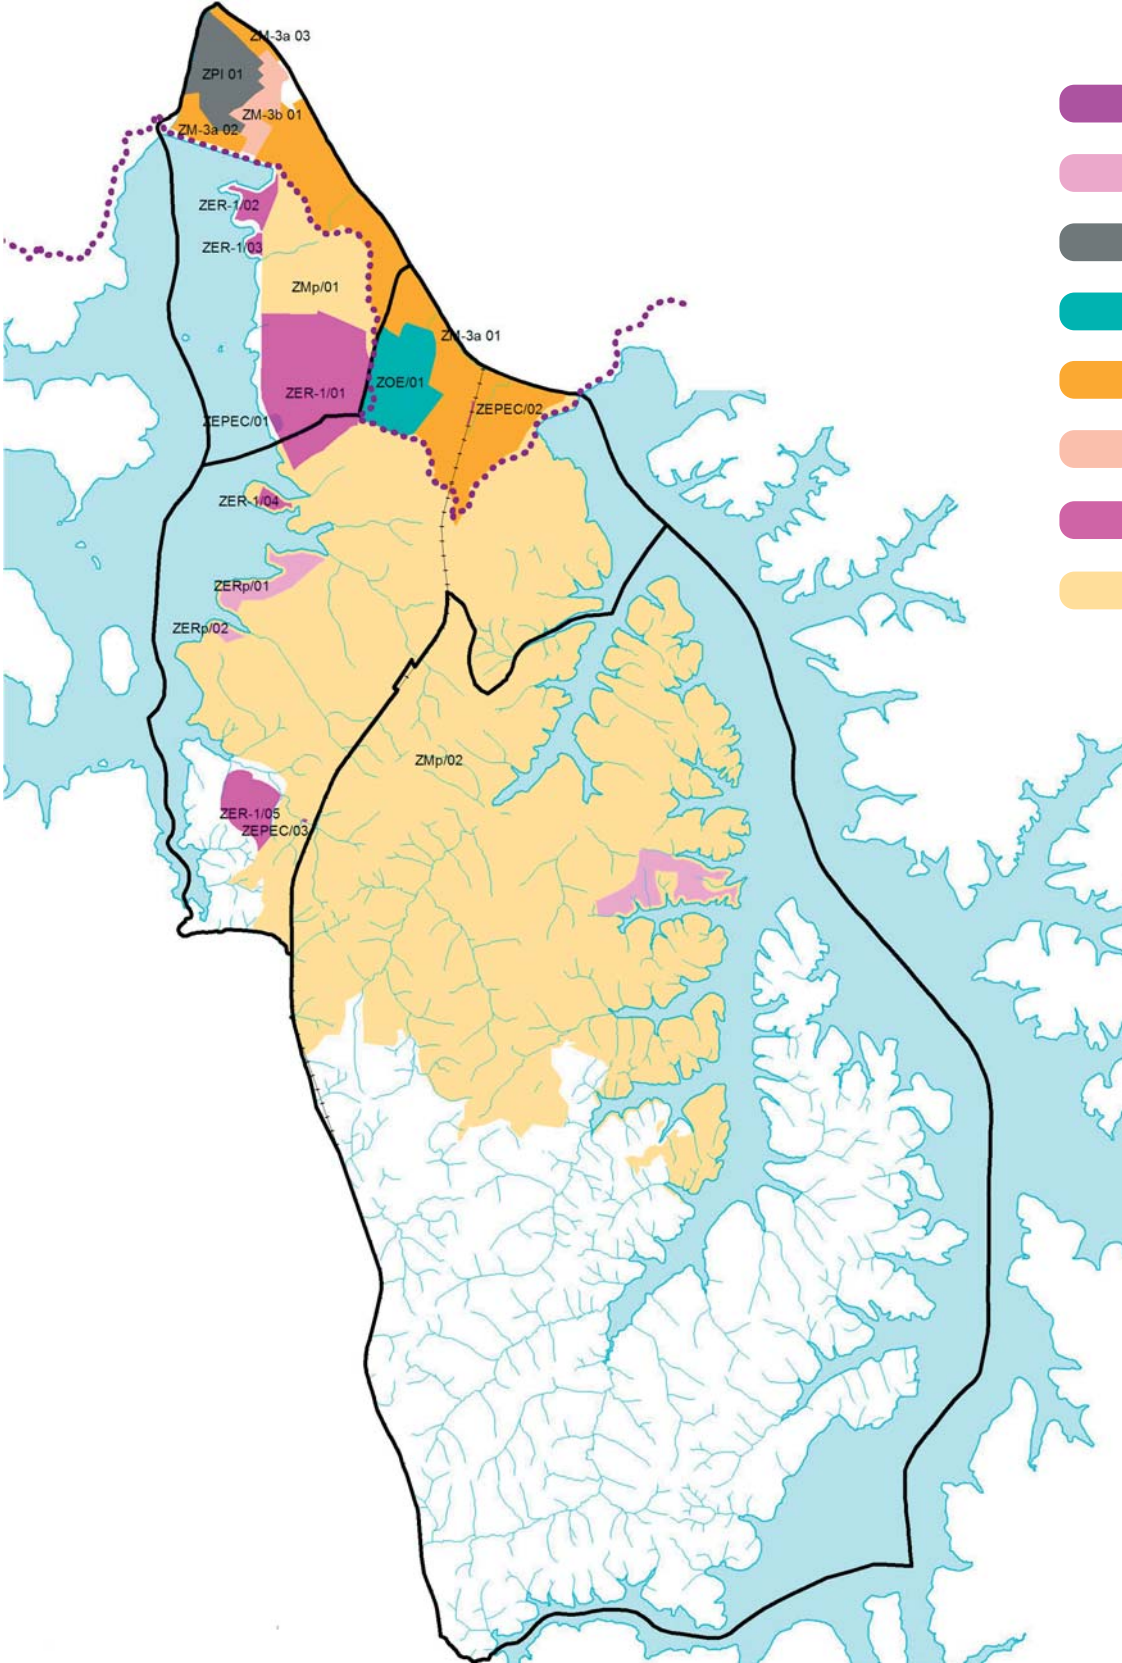 ZM-3a 03
ZPI 01
ZM-3b 01
ZM-3a 02
ZER-1/02
ZER-1/03
ZMp/01
ZM-3a 01
ZOE/01
ZER-1/01
ZEPEC/02
ZEPEC/01
ZER-1/04
ZERp/01
ZERp/02
ZMp/02
ZER-1/05
ZEPEC/03